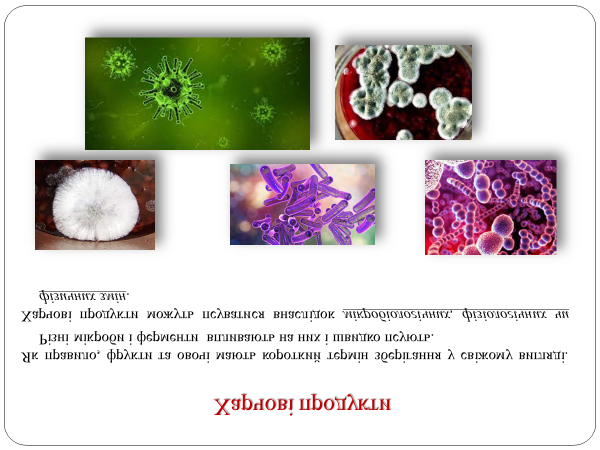 Харчові продукти
Як правило, фрукти та овочі мають короткий термін зберігання у свіжому вигляді.
Різні мікроби і ферменти впливають на них і швидко псують.
Харчові продукти можуть псуватися внаслідок мікробіологічних, фізіологічних чи
фізичних змін.